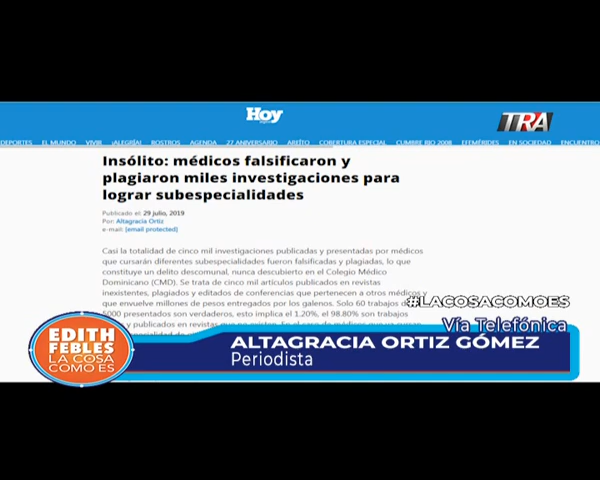 Hoy
TRA
DEPORTES EL MUNDO VIVIR ¡ALEGRÍA! ROSTROS AGENDA 27 ANIVERSARIO AREÍTO COBERTURA ESPECIAL CUMBRE RIO 2008 EFEMÉRIDES EN SOCIEDAD ENCUENTRO
Insólito: médicos falsificaron y
plagiaron miles investigaciones para
lograr subespecialidades
Publicado el: 29 julio, 2019
Por: Altagracia Ortiz
e-mail: [email protected]
Casi la totalidad de cinco mil investigaciones publicadas y presentadas por médicos
que cursarán diferentes subespecialidades fueron falsificadas y plagiadas, lo que
constituye un delito descomunal, nunca descubierto en el Colegio Médico
Dominicano (CMD). Se trata de cinco mil artículos publicados en revistas
inexistentes, plagiados y editados de conferencias que pertenecen a otros médicos y
que envuelve millones de pesos entregados por los galenos. Solo 60 trabajos
5000 presentados son verdaderos, esto implica el 1.20%, el 98.80% son trabajos
y publicados en revistas que no existen.
#LACOSACOMOES
Vía Telefónica
EDITH
FEBLES
LA COSA
COMO ES
ALTAGRACIA ORTIZ GÓMEZ
Periodista